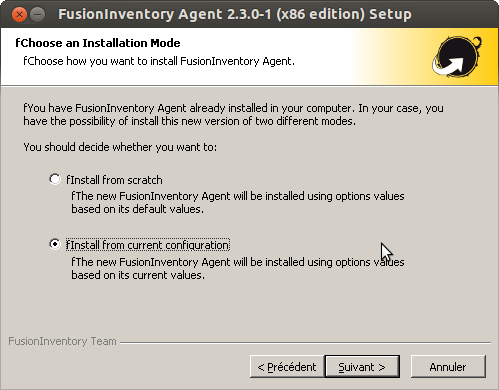 FusionInventory Agent 2.3.0-1 (x86 edition) Setup
fChoose an Installation Mode
fChoose how you want to install FusionInventory Agent.
fYou have FusionInventory Agent already installed in your computer. In your case, you
have the possibility of install this new version of two different modes.
You should decide whether you want to:
fInstall from scratch
fThe new FusionInventory Agent will be installed using options values
based on its default values.
fInstall from current configuration
fThe new FusionInventory Agent will be installed using options values
based on its current values.
FusionInventory Team
< Précédent
Suivant >
Annuler